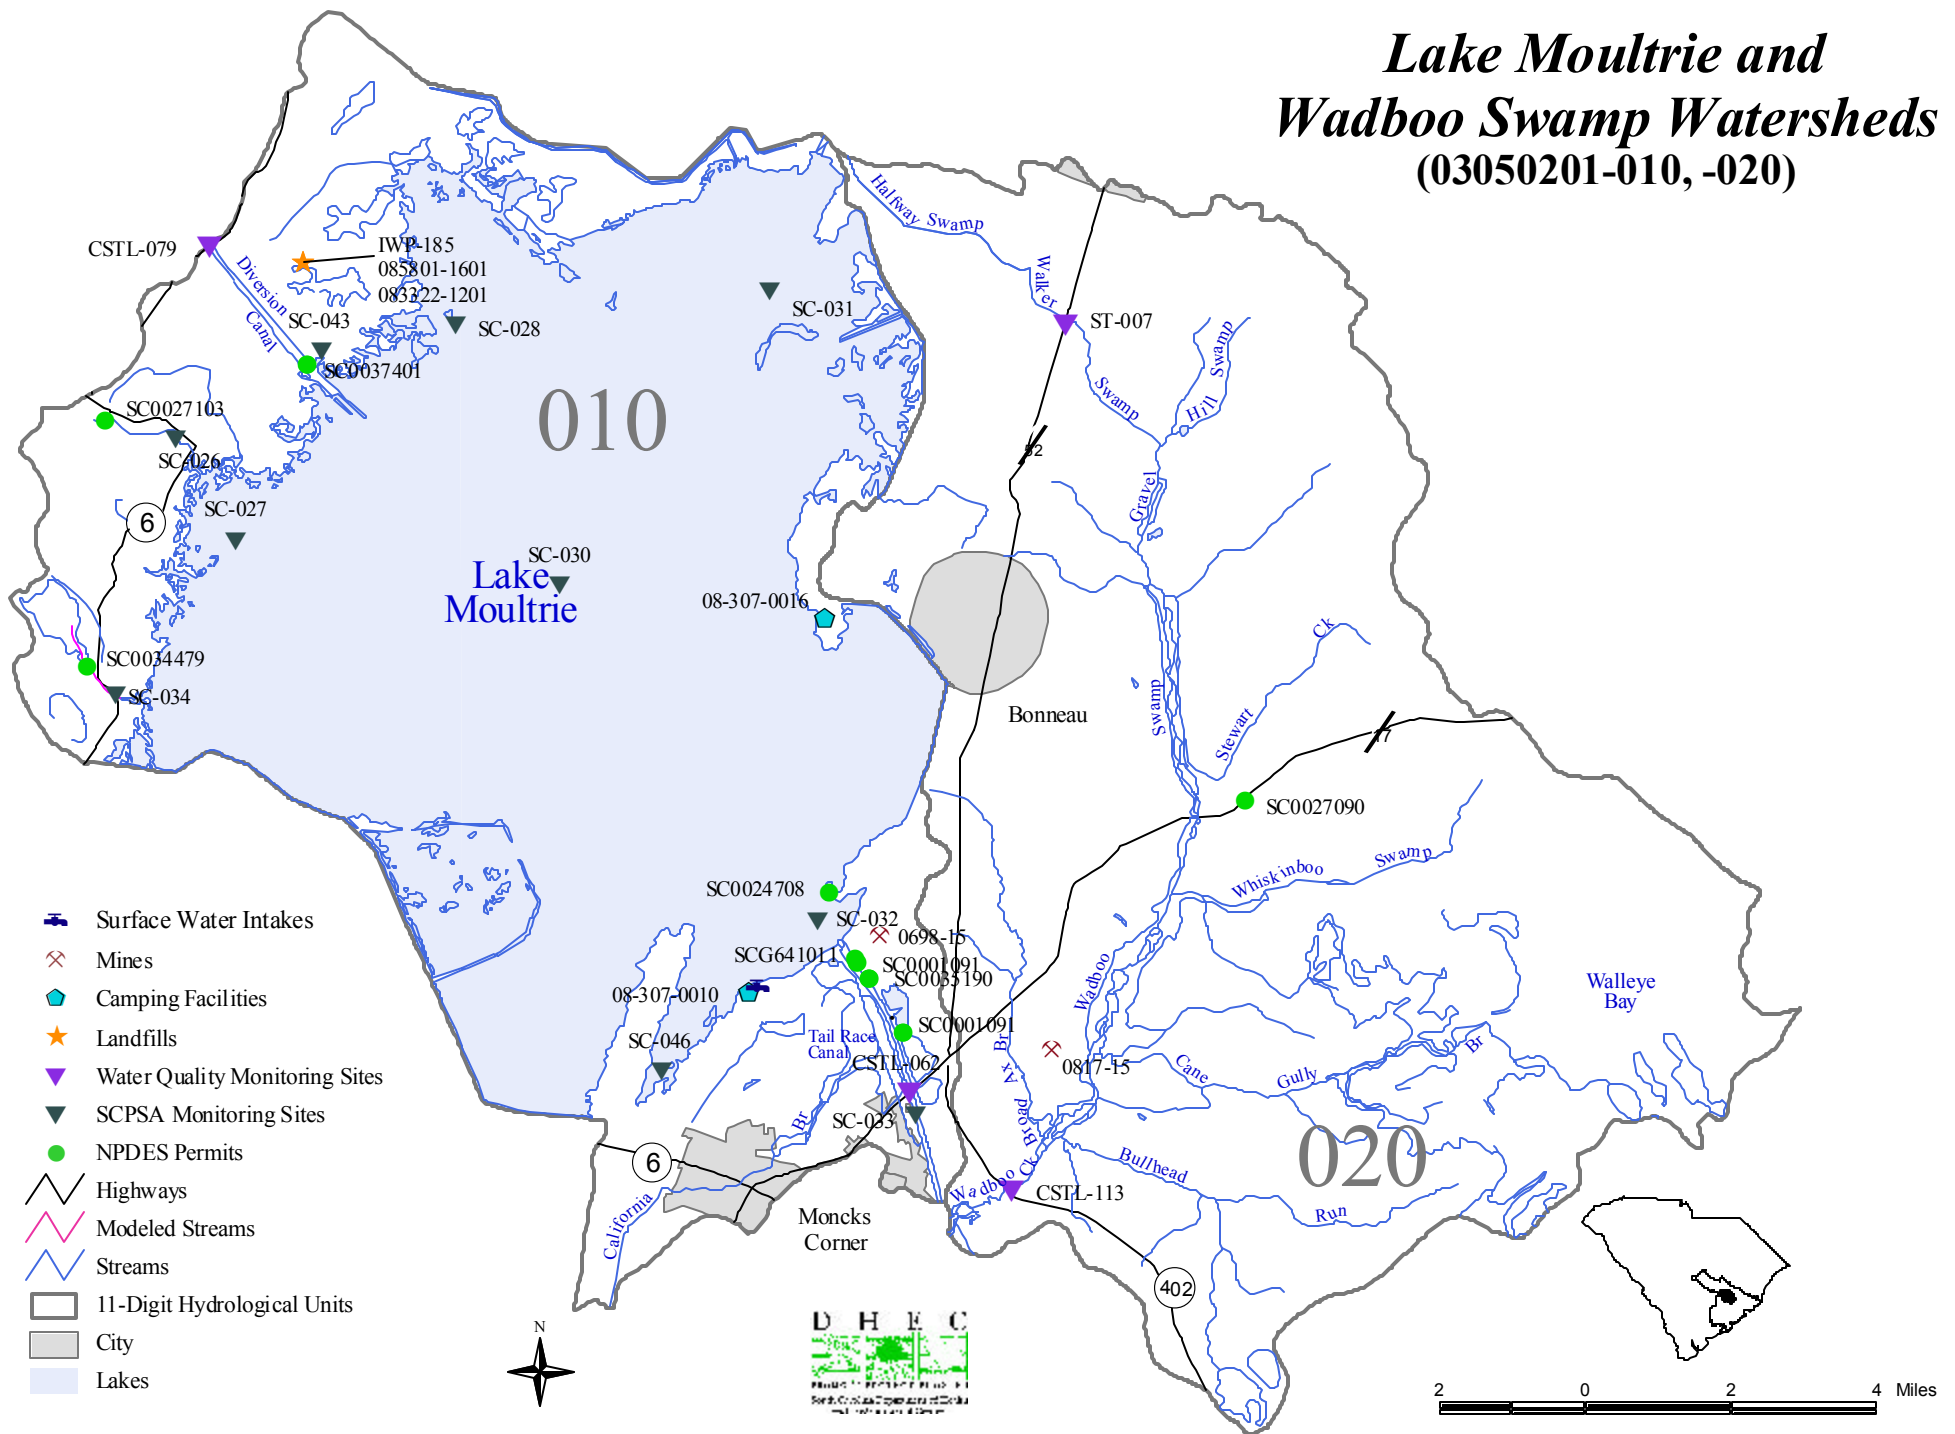 Lake Moultrie and
Wadboo Swamp Watersheds
(03050201-010, -020)
Halfway Swamp
CSTL-079
IWP-185
085801-1601
083322-1201
Diversion
Canal
SC-043
SC-028
SC-031
SC0037401
Walker
ST-007
Swamp
Hill Swamp
010
SC0027103
SC-026
52
Gravel
SC-027
6
SC-030
Lake
Moultrie
08-307-0016
Ck
SC0034479
SC-034
Swamp
Stewart
Bonneau
17
SC0027090
Whiskinboo Swamp
SC0024708
SC-032
0698-15
SCG641011
SC0001091
SC0035190
08-307-0010
Wadboo
Walleye
Bay
SC0001091
Tail Race
Canal
SC-046
CSTL-062
Br
Ax
Broad
0817-15
Cane Gully Br
SC-033
Br
6
California
020
Bullhead
Run
Wadboo Ck
CSTL-113
Moncks
Corner
402
Surface Water Intakes
Mines
Camping Facilities
Landfills
Water Quality Monitoring Sites
SCPSA Monitoring Sites
NPDES Permits
Highways
Modeled Streams
Streams
11-Digit Hydrological Units
City
Lakes
N
D H E C
2 0 2 4 Miles